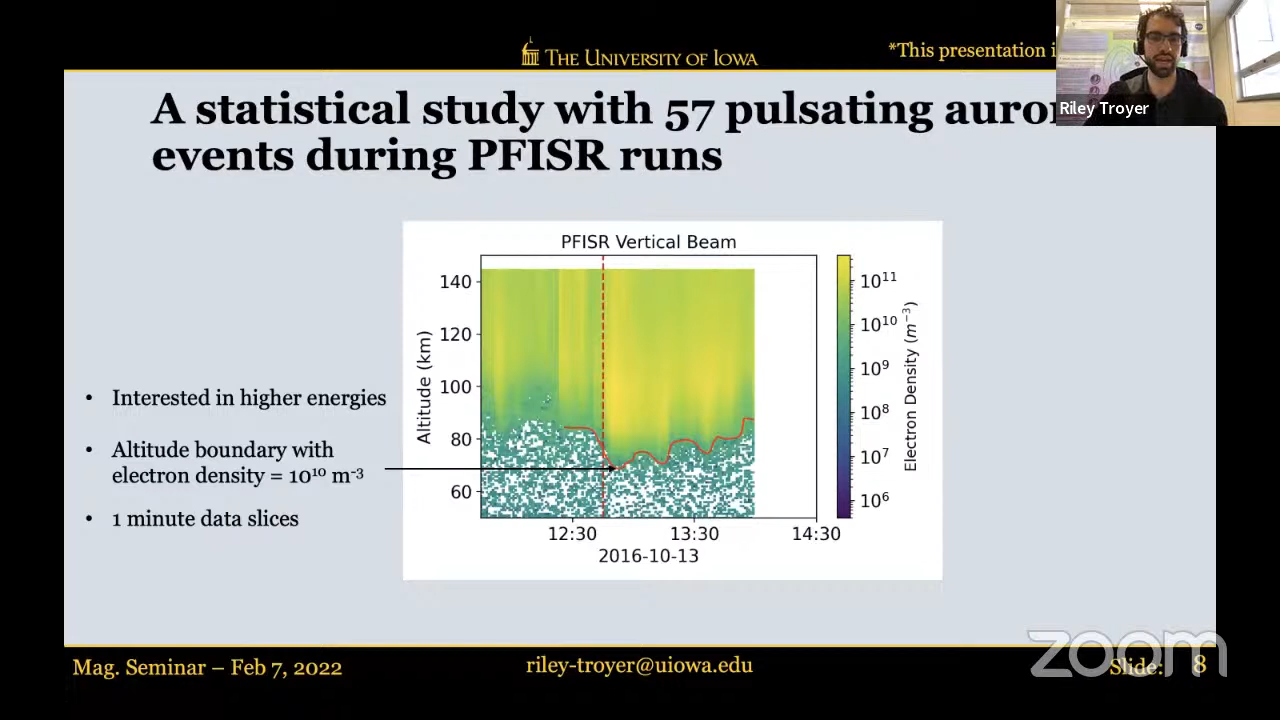 THE UNIVERSITY OF IOWA
*This presentation
Riley Troyer
A statistical study with 57 pulsating
events during PFISR runs
PFISR Vertical Beam
140
120
100
80
60
Altitude (km)
12:30
13:30
14:30
2016-10-13
10¹¹
10¹⁰
10⁹
10⁸
10⁷
10⁶
Electron Density (m⁻³)
• Interested in higher energies
• Altitude boundary with
electron density = 10¹⁰ m⁻³
• 1 minute data slices
Mag. Seminar – Feb 7, 2022
riley-troyer@uiowa.edu
Slide: 8
zoom